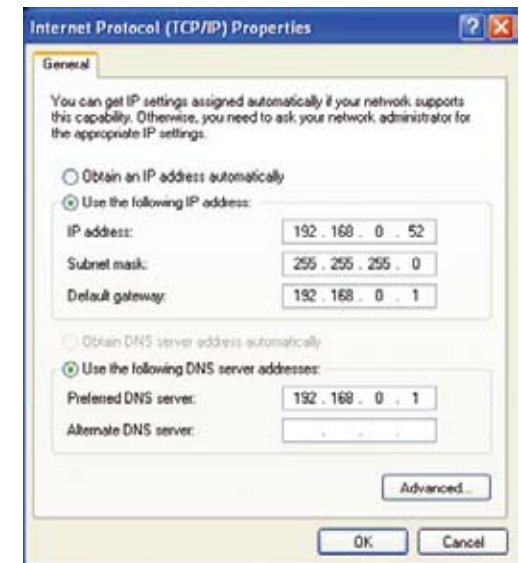 Internet Protocol (TCP/IP) Properties
General
You can get IP settings assigned automatically if your network supports
this capability. Otherwise, you need to ask your network administrator for
the appropriate IP settings.
Obtain an IP address automatically
Use the following IP address:
IP address: 192 . 168 . 0 . 52
Subnet mask: 255 . 255 . 255 . 0
Default gateway: 192 . 168 . 0 . 1
Obtain DNS server address automatically
Use the following DNS server addresses:
Preferred DNS server: 192 . 168 . 0 . 1
Alternate DNS server: . . .
Advanced...
OK Cancel